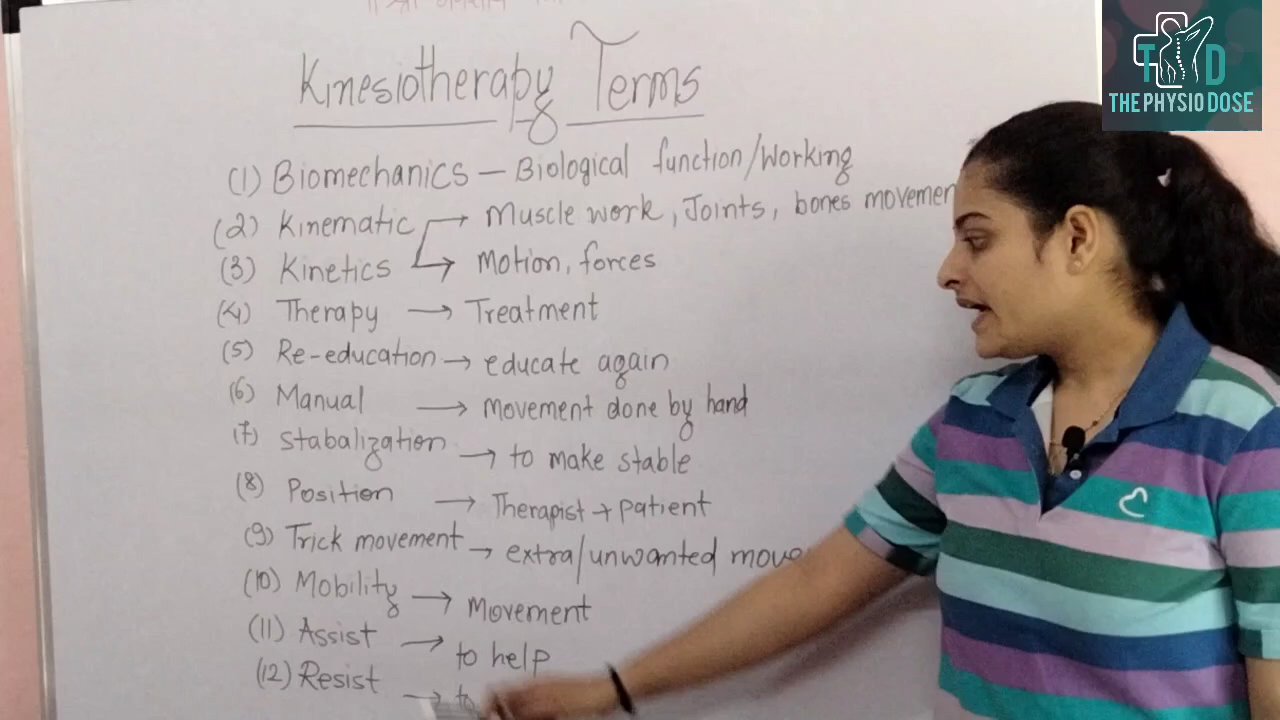 Kinesiotherapy Terms
(1) Biomechanics – Biological function/Working
(2) Kinematic → Muscle work, Joints, bones movemen
(3) Kinetics → Motion, forces
(4) Therapy → Treatment
(5) Re-education → educate again
(6) Manual → Movement done by hand
(7) Stabalization → to make stable
(8) Position → Therapist + Patient
(9) Trick movement → extra/unwanted move
(10) Mobility → Movement
(11) Assist → to help
(12) Resist → to
TD
THE PHYSIO DOSE